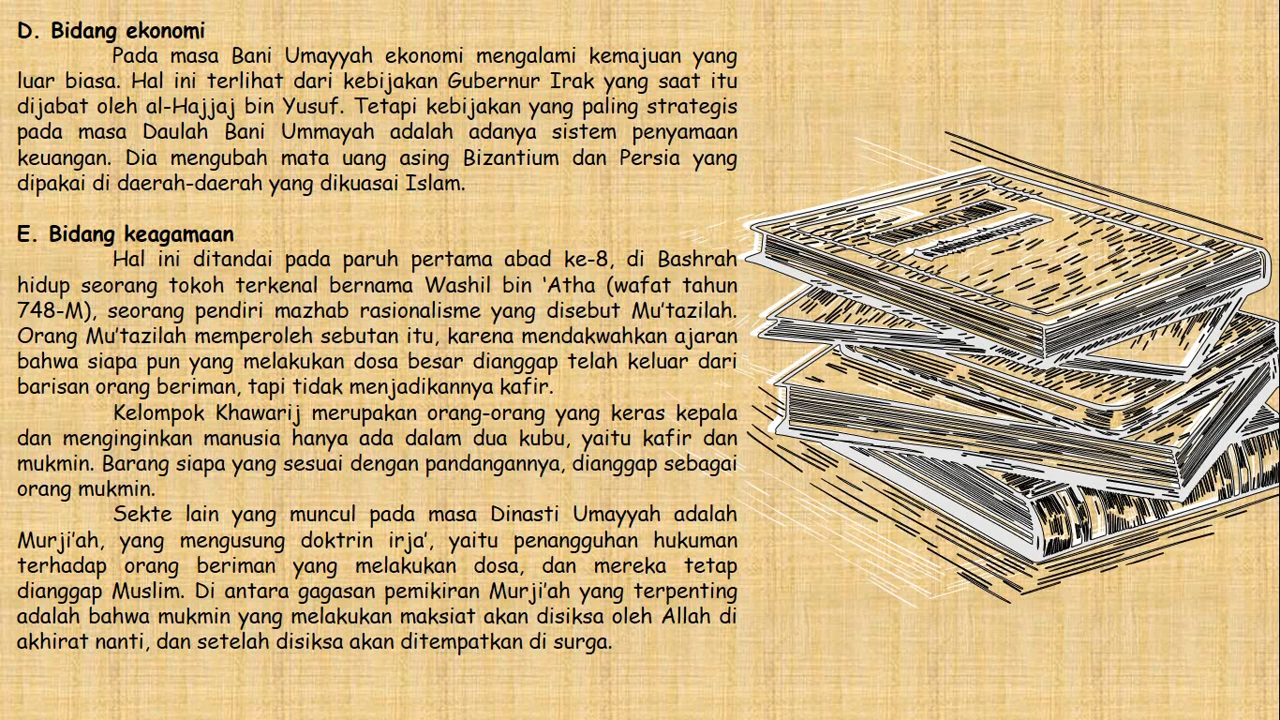 D. Bidang ekonomi
Pada masa Bani Umayyah ekonomi mengalami kemajuan yang
luar biasa. Hal ini terlihat dari kebijakan Gubernur Irak yang saat itu
dijabat oleh al-Hajjaj bin Yusuf. Tetapi kebijakan yang paling strategis
pada masa Daulah Bani Ummayah adalah adanya sistem penyamaan
keuangan. Dia mengubah mata uang asing Bizantium dan Persia yang
dipakai di daerah-daerah yang dikuasai Islam.
E. Bidang keagamaan
Hal ini ditandai pada paruh pertama abad ke-8, di Bashrah
hidup seorang tokoh terkenal bernama Washil bin ‘Atha (wafat tahun
748-M), seorang pendiri mazhab rasionalisme yang disebut Mu’tazilah.
Orang Mu’tazilah memperoleh sebutan itu, karena mendakwahkan ajaran
bahwa siapa pun yang melakukan dosa besar dianggap telah keluar dari
barisan orang beriman, tapi tidak menjadikannya kafir.
Kelompok Khawarij merupakan orang-orang yang keras kepala
dan menginginkan manusia hanya ada dalam dua kubu, yaitu kafir dan
mukmin. Barang siapa yang sesuai dengan pandangannya, dianggap sebagai
orang mukmin.
Sekte lain yang muncul pada masa Dinasti Umayyah adalah
Murji’ah, yang mengusung doktrin irja’, yaitu penangguhan hukuman
terhadap orang beriman yang melakukan dosa, dan mereka tetap
dianggap Muslim. Di antara gagasan pemikiran Murji’ah yang terpenting
adalah bahwa mukmin yang melakukan maksiat akan disiksa oleh Allah di
akhirat nanti, dan setelah disiksa akan ditempatkan di surga.